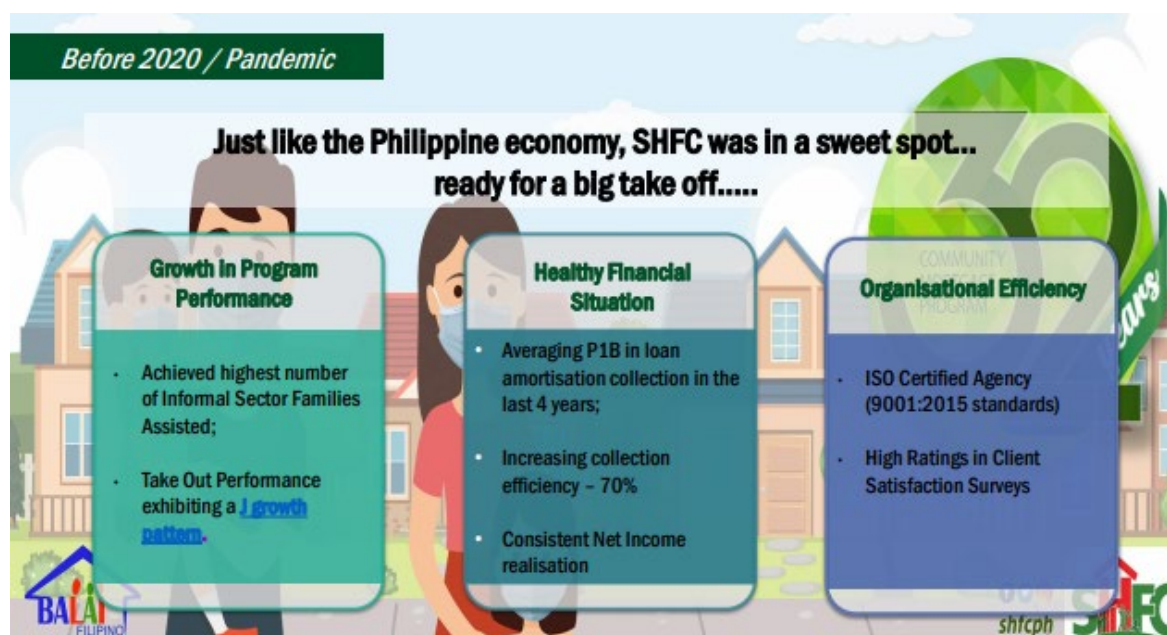 Before 2020 / Pandemic
Just like the Philippine economy, SHFC was in a sweet spot...
ready for a big take off.....
Growth in Program
Performance
• Achieved highest number
of Informal Sector Families
Assisted;
• Take Out Performance
exhibiting a J growth
pattern.
Healthy Financial
Situation
• Averaging P1B in loan
amortisation collection in the
last 4 years;
• Increasing collection
efficiency – 70%
• Consistent Net Income
realisation
COMMUNITY
MORTGAGE
PROGRAM
32
years
Organisational Efficiency
• ISO Certified Agency
(9001:2015 standards)
• High Ratings in Client
Satisfaction Surveys
BALAI
FILIPINO
shfcph
SHFC